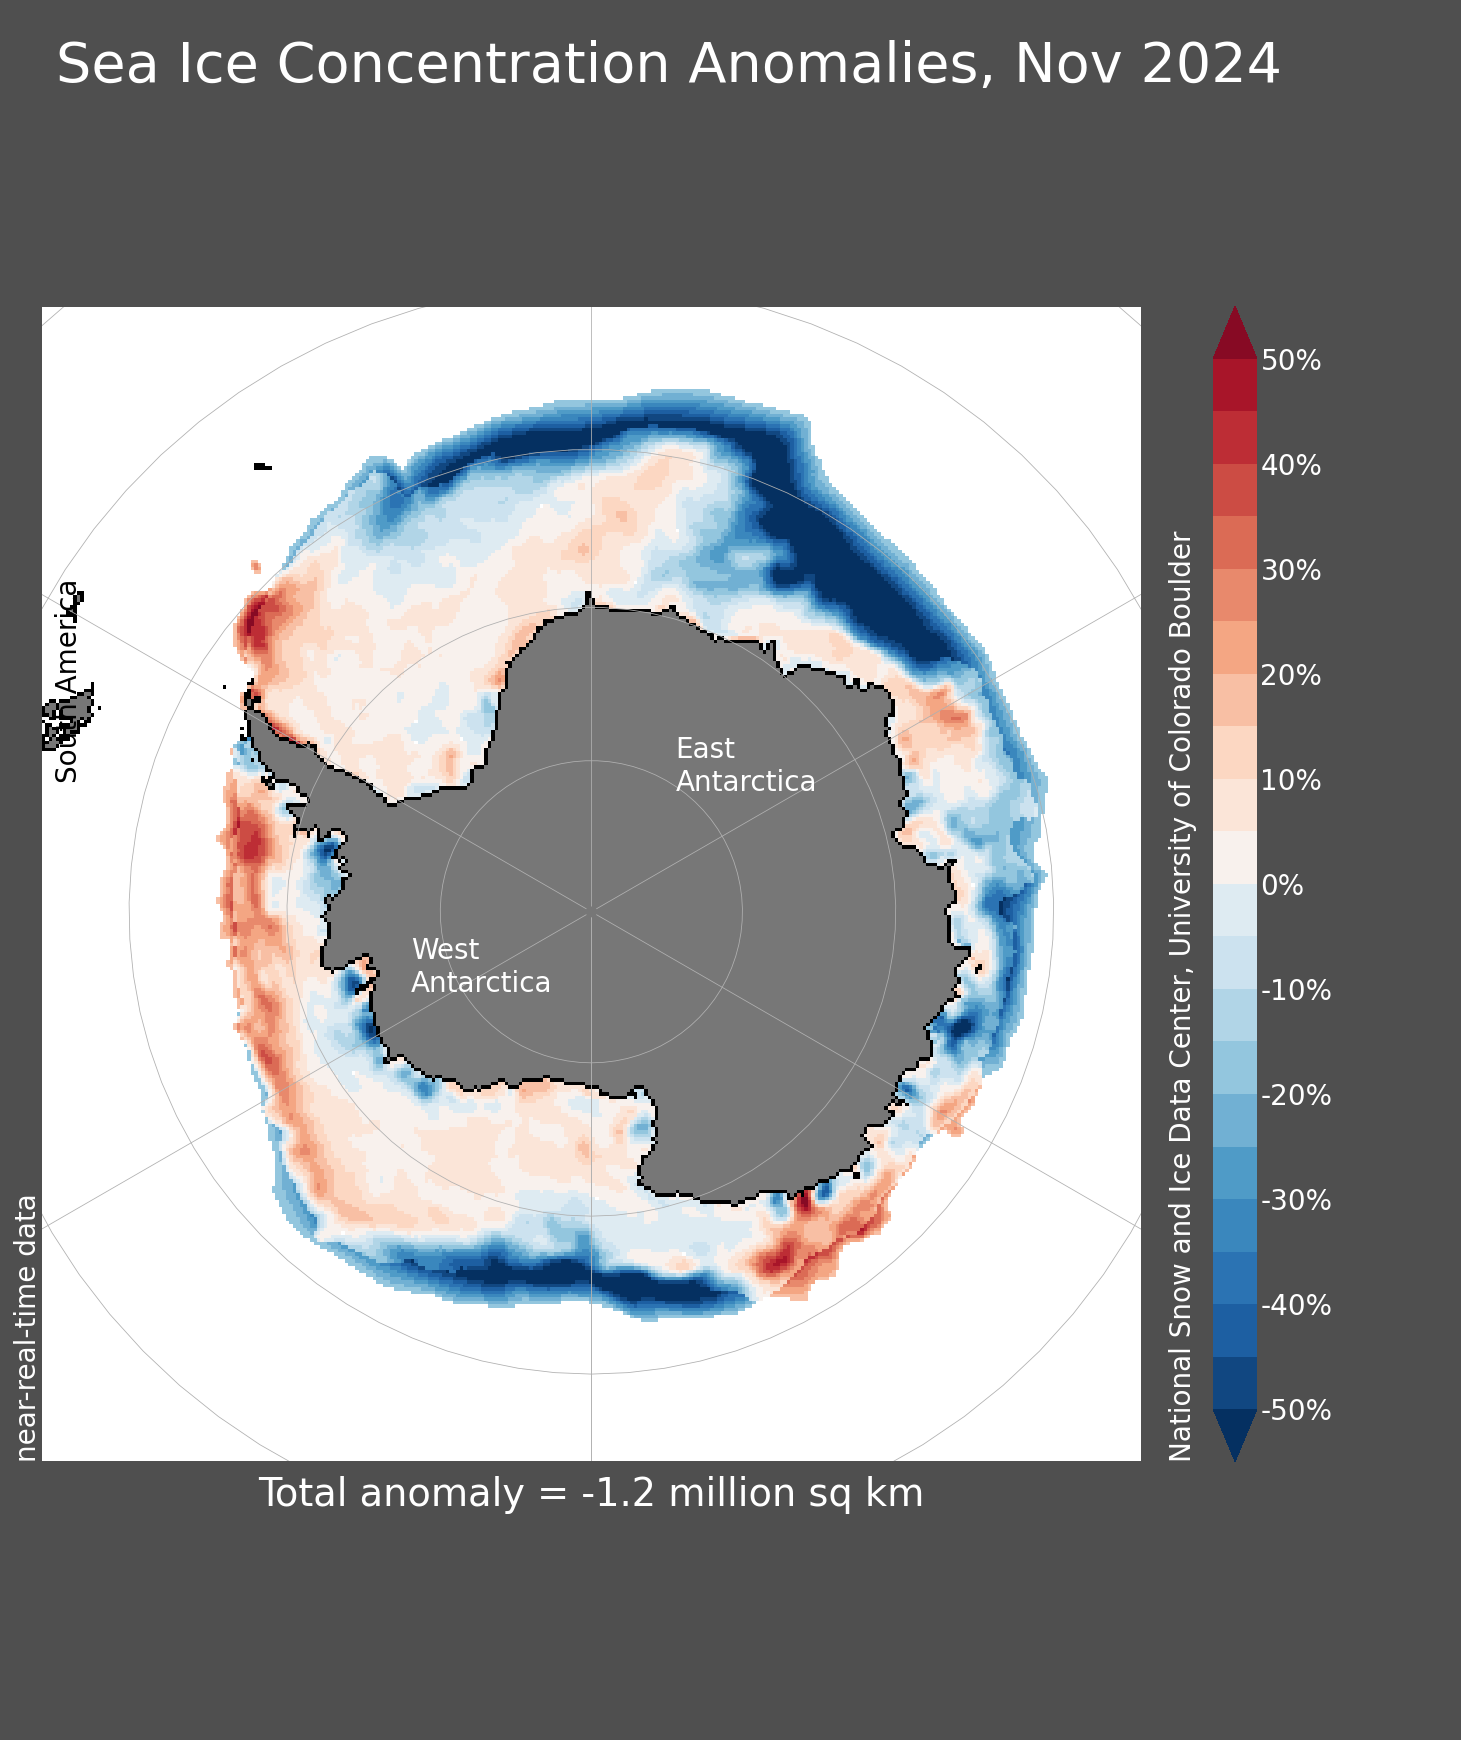 Sea Ice Concentration Anomalies, Nov 2024
South America
East
Antarctica
West
Antarctica
near-real-time data
National Snow and Ice Data Center, University of Colorado Boulder
50%
40%
30%
20%
10%
0%
-10%
-20%
-30%
-40%
-50%
Total anomaly = -1.2 million sq km